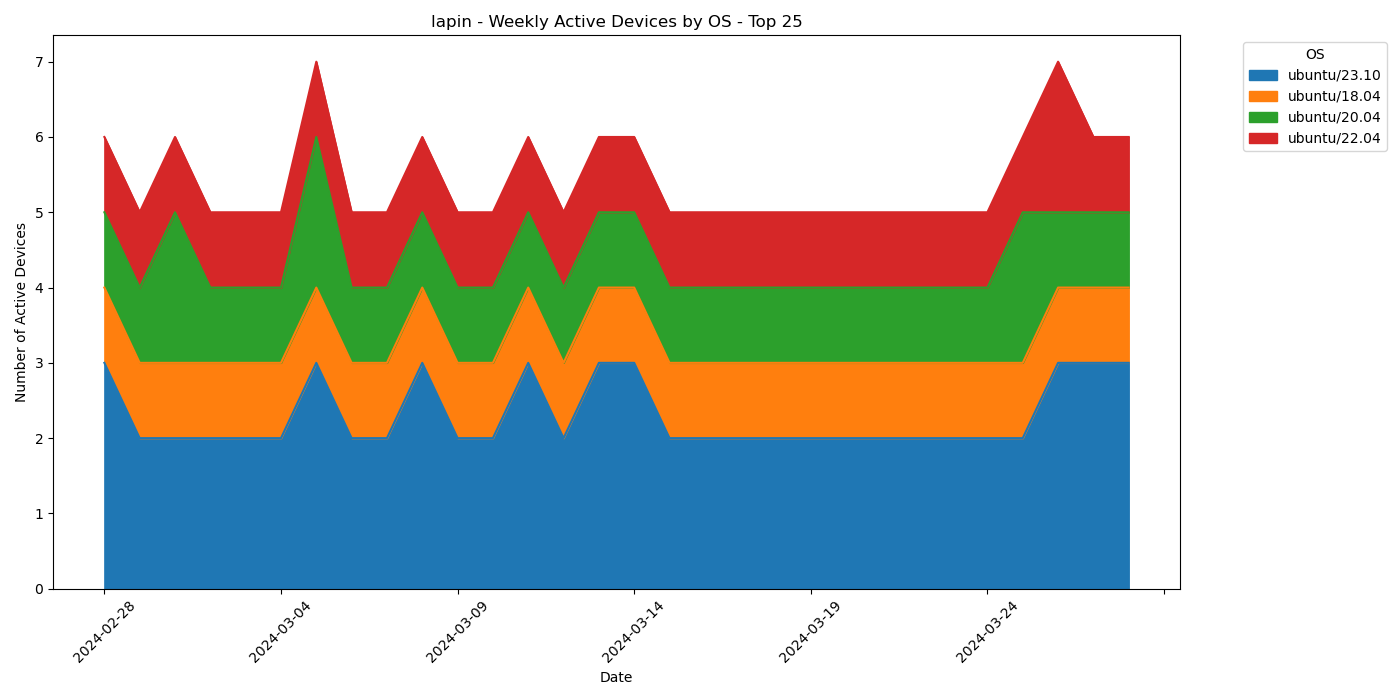 lapin - Weekly Active Devices by OS - Top 25
OS
ubuntu/23.10
ubuntu/18.04
ubuntu/20.04
ubuntu/22.04
Number of Active Devices
7
6
5
4
3
2
1
0
2024-02-28
2024-03-04
2024-03-09
2024-03-14
2024-03-19
2024-03-24
Date